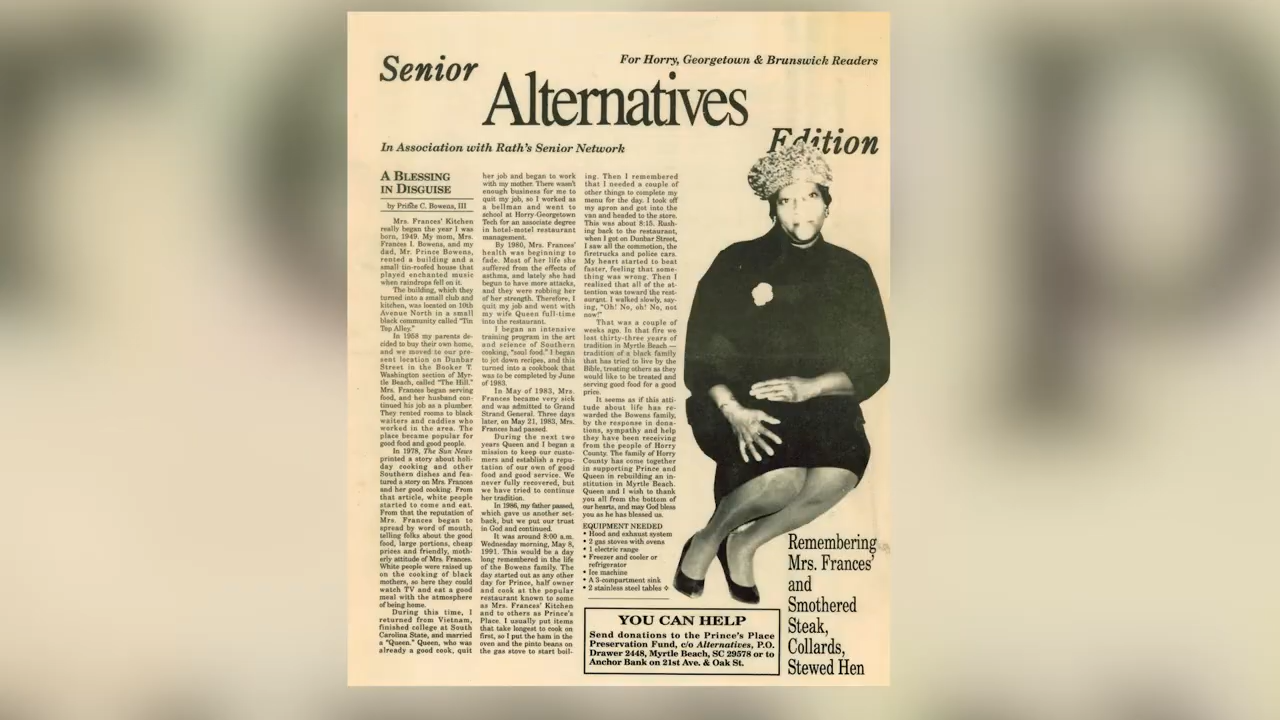 Senior
For Horry, Georgetown & Brunswick Readers
Alternatives
Edition
In Association with Rath's Senior Network
A BLESSING
IN DISGUISE
by Prince C. Bowens, III
Mrs. Frances' Kitchen
really began the year I was
born, 1949. My mom, Mrs.
Frances I. Bowens, and my
dad, Mr. Prince Bowens,
rented a building and a
small tin-roofed house that
played enchanted music
when raindrops fell on it.
The building, which they
turned into a small club and
kitchen, was located on 10th
Avenue North in a small
black community called "Tin
Top Alley."
In 1958 my parents de-
cided to buy their own home,
and we moved to our pre-
sent location on Dunbar
Street in the Booker T.
Washington section of Myr-
tle Beach, called "The Hill."
Mrs. Frances began serving
food, and her husband con-
tinued his job as a plumber.
They rented rooms to black
waiters and caddies who
worked in the area. The
place became popular for
good food and good people.
In 1978, The Sun News
printed a story about holi-
day cooking and other
Southern dishes and fea-
tured a story on Mrs. Frances
and her good cooking. From
that article, white people
started to come and eat.
From that the reputation of
Mrs. Frances began to
spread by word of mouth,
telling folks about the good
food, large portions, cheap
prices and friendly, moth-
erly attitude of Mrs. Frances.
White people were raised up
on the cooking of black
mothers, so here they could
watch TV and eat a good
meal with the atmosphere
of being home.
During this time, I
returned from Vietnam,
finished college at South
Carolina State, and married
a "Queen." Queen, who was
already a good cook, quit
her job and began to work
with my mother. There wasn't
enough business for me to
quit my job, so I worked as
a bellman and went to
school at Horry-Georgetown
Tech for an associate degree
in hotel-motel restaurant
management.
By 1980, Mrs. Frances'
health was beginning to
fade. Most of her life she
suffered from the effects of
asthma, and lately she had
begun to have more attacks,
and they were robbing her
of her strength. Therefore, I
quit my job and went with
my wife Queen full-time
into the restaurant.
I began an intensive
training program in the art
and science of Southern
cooking, "soul food." I began
to jot down recipes, and this
turned into a cookbook that
was to be completed by June
of 1983.
In May of 1983, Mrs.
Frances became very sick
and was admitted to Grand
Strand General. Three days
later, on May 21, 1983, Mrs.
Frances had passed.
During the next two
years Queen and I began a
mission to keep our custo-
mers and establish a repu-
tation of our own of good
food and good service. We
never fully recovered, but
we have tried to continue
her tradition.
In 1986, my father passed,
which gave us another set-
back, but we put our trust
in God and continued.
It was around 8:00 a.m.
Wednesday morning, May 8,
1991. This would be a day
long remembered in the life
of the Bowens family. The
day started out as any other
day for Prince, half owner
and cook at the popular
restaurant known to some
as Mrs. Frances' Kitchen
and to others as Prince's
Place. I usually put items
that take longest to cook on
first, so I put the ham in the
oven and the pinto beans on
the gas stove to start boil-
ing. Then I remembered
that I needed a couple of
other things to complete my
menu for the day. I took off
my apron and got into the
van and headed to the store.
This was about 8:15. Rush-
ing back to the restaurant,
when I got on Dunbar Street,
I saw all the commotion, the
firetrucks and police cars.
My heart started to beat
faster, feeling that some-
thing was wrong. Then I
realized that all of the at-
tention was toward the rest-
aurant. I walked slowly, say-
ing, "Oh! No, oh! No, not
now!"
That was a couple of
weeks ago. In that fire we
lost thirty-three years of
tradition in Myrtle Beach —
tradition of a black family
that has tried to live by the
Bible, treating others as they
would like to be treated and
serving good food for a good
price.
It seems as if this atti-
tude about life has re-
warded the Bowens family,
by the response in dona-
tions, sympathy and help
they have been receiving
from the people of Horry
County. The family of Horry
County has come together
in supporting Prince and
Queen in rebuilding an in-
stitution in Myrtle Beach.
Queen and I wish to thank
you all from the bottom of
our hearts, and may God bless
you as he has blessed us.
EQUIPMENT NEEDED
• Hood and exhaust system
• 2 gas stoves with ovens
• 1 electric range
• Freezer and cooler or
refrigerator
• Ice machine
• A 3-compartment sink
• 2 stainless steel tables ❖
YOU CAN HELP
Send donations to the Prince's Place
Preservation Fund, c/o Alternatives, P.O.
Drawer 2448, Myrtle Beach, SC 29578 or to
Anchor Bank on 21st Ave. & Oak St.
Remembering
Mrs. Frances'
and
Smothered
Steak,
Collards,
Stewed Hen